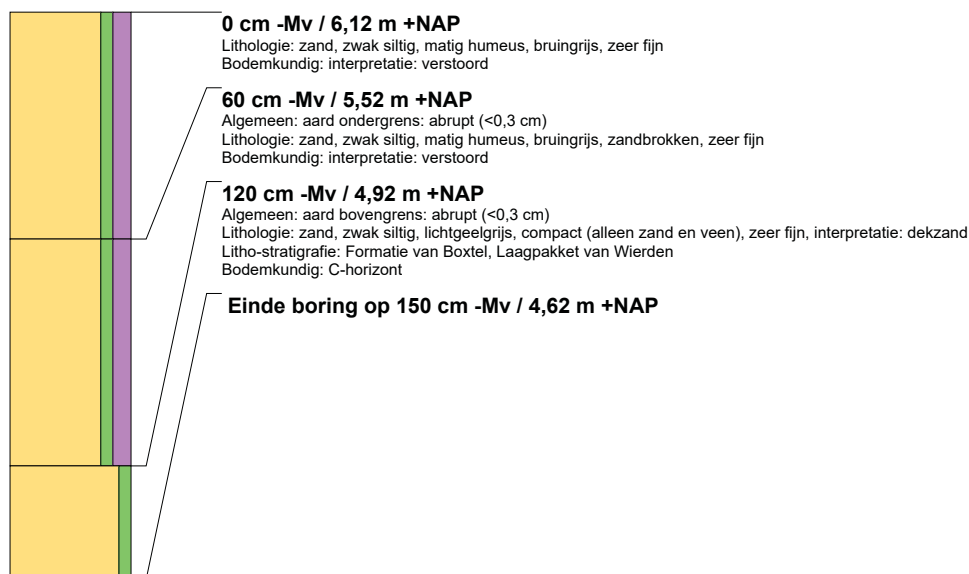 0 cm -Mv / 6,12 m +NAP
Lithologie: zand, zwak siltig, matig humeus, bruingrijs, zeer fijn
Bodemkundig: interpretatie: verstoord
60 cm -Mv / 5,52 m +NAP
Algemeen: aard ondergrens: abrupt (<0,3 cm)
Lithologie: zand, zwak siltig, matig humeus, bruingrijs, zandbrokken, zeer fijn
Bodemkundig: interpretatie: verstoord
120 cm -Mv / 4,92 m +NAP
Algemeen: aard bovengrens: abrupt (<0,3 cm)
Lithologie: zand, zwak siltig, lichtgeelgrijs, compact (alleen zand en veen), zeer fijn, interpretatie: dekzand
Litho-stratigrafie: Formatie van Boxtel, Laagpakket van Wierden
Bodemkundig: C-horizont
Einde boring op 150 cm -Mv / 4,62 m +NAP